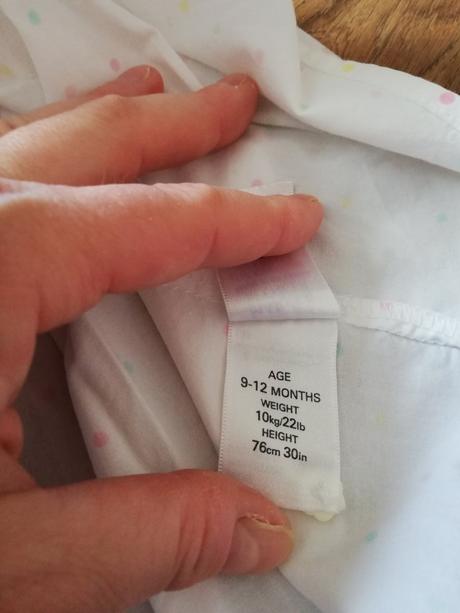 AGE
9-12 MONTHS
WEIGHT
10kg/22lb
HEIGHT
76cm 30in